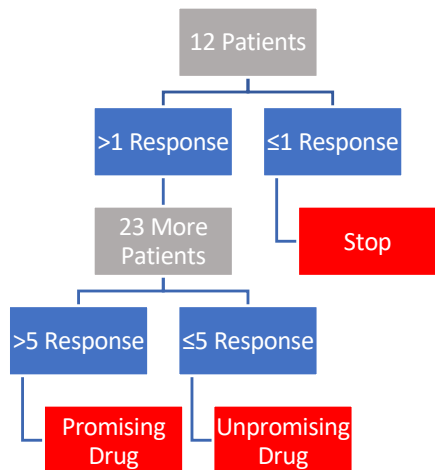 12 Patients
>1 Response
≤1 Response
23 More
Patients
Stop
>5 Response
≤5 Response
Promising
Drug
Unpromising
Drug